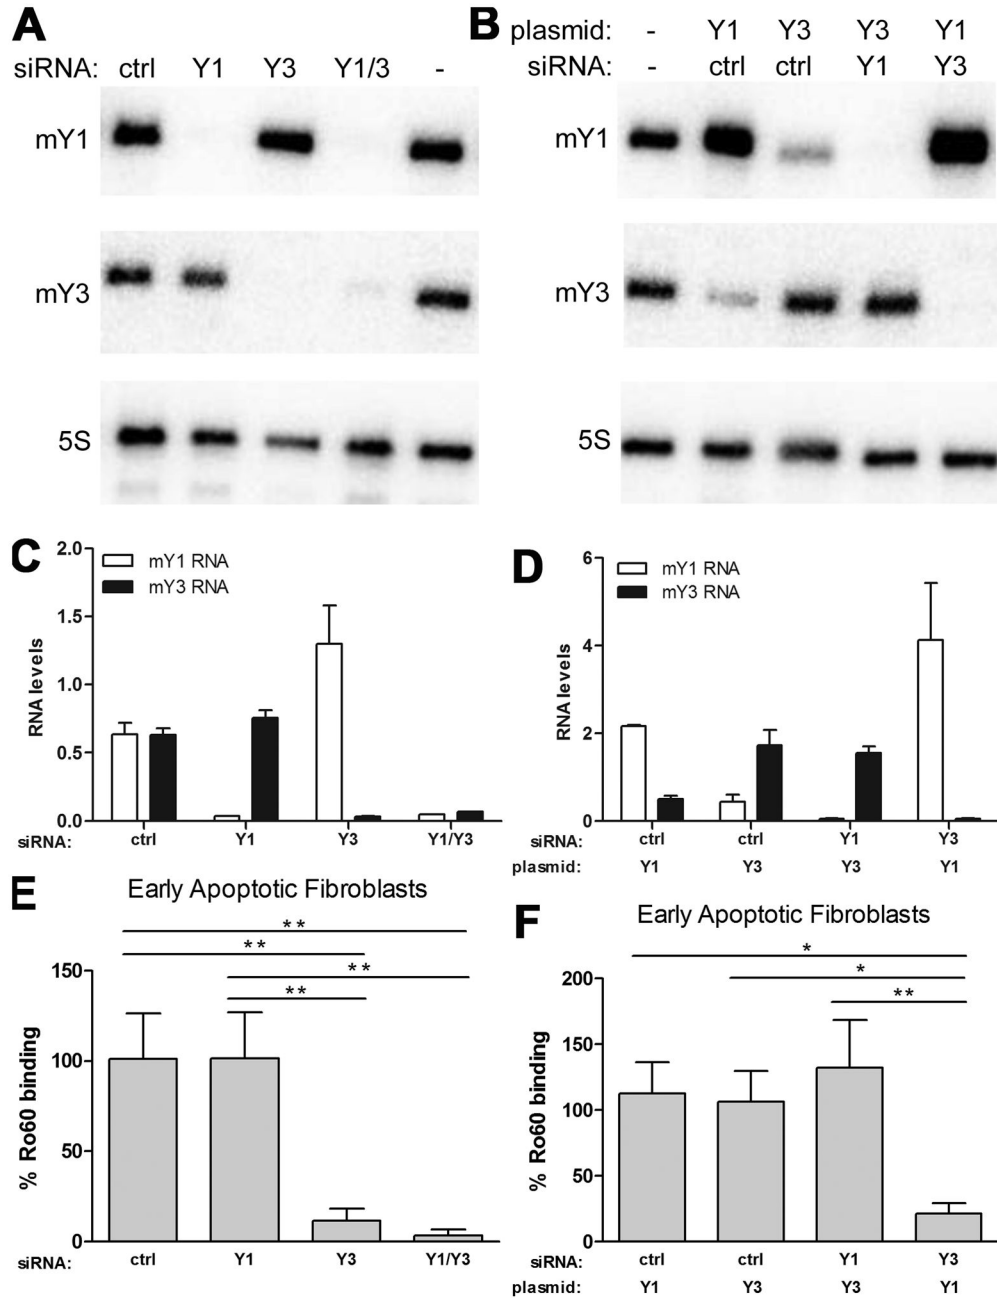 A
siRNA: ctrl Y1 Y3 Y1/3 -
mY1
mY3
5S
B
plasmid: - Y1 Y3 Y3 Y1
siRNA: - ctrl ctrl Y1 Y3
mY1
mY3
5S
C
2.0
1.5
1.0
0.5
0.0
RNA levels
mY1 RNA
mY3 RNA
siRNA: ctrl Y1 Y3 Y1/Y3
D
6
4
2
0
RNA levels
mY1 RNA
mY3 RNA
siRNA: ctrl ctrl Y1 Y3
plasmid: Y1 Y3 Y3 Y1
E
Early Apoptotic Fibroblasts
**
**
**
**
150
100
50
0
% Ro60 binding
siRNA: ctrl Y1 Y3 Y1/Y3
F
Early Apoptotic Fibroblasts
*
*
**
200
150
100
50
0
% Ro60 binding
siRNA: ctrl ctrl Y1 Y3
plasmid: Y1 Y3 Y3 Y1